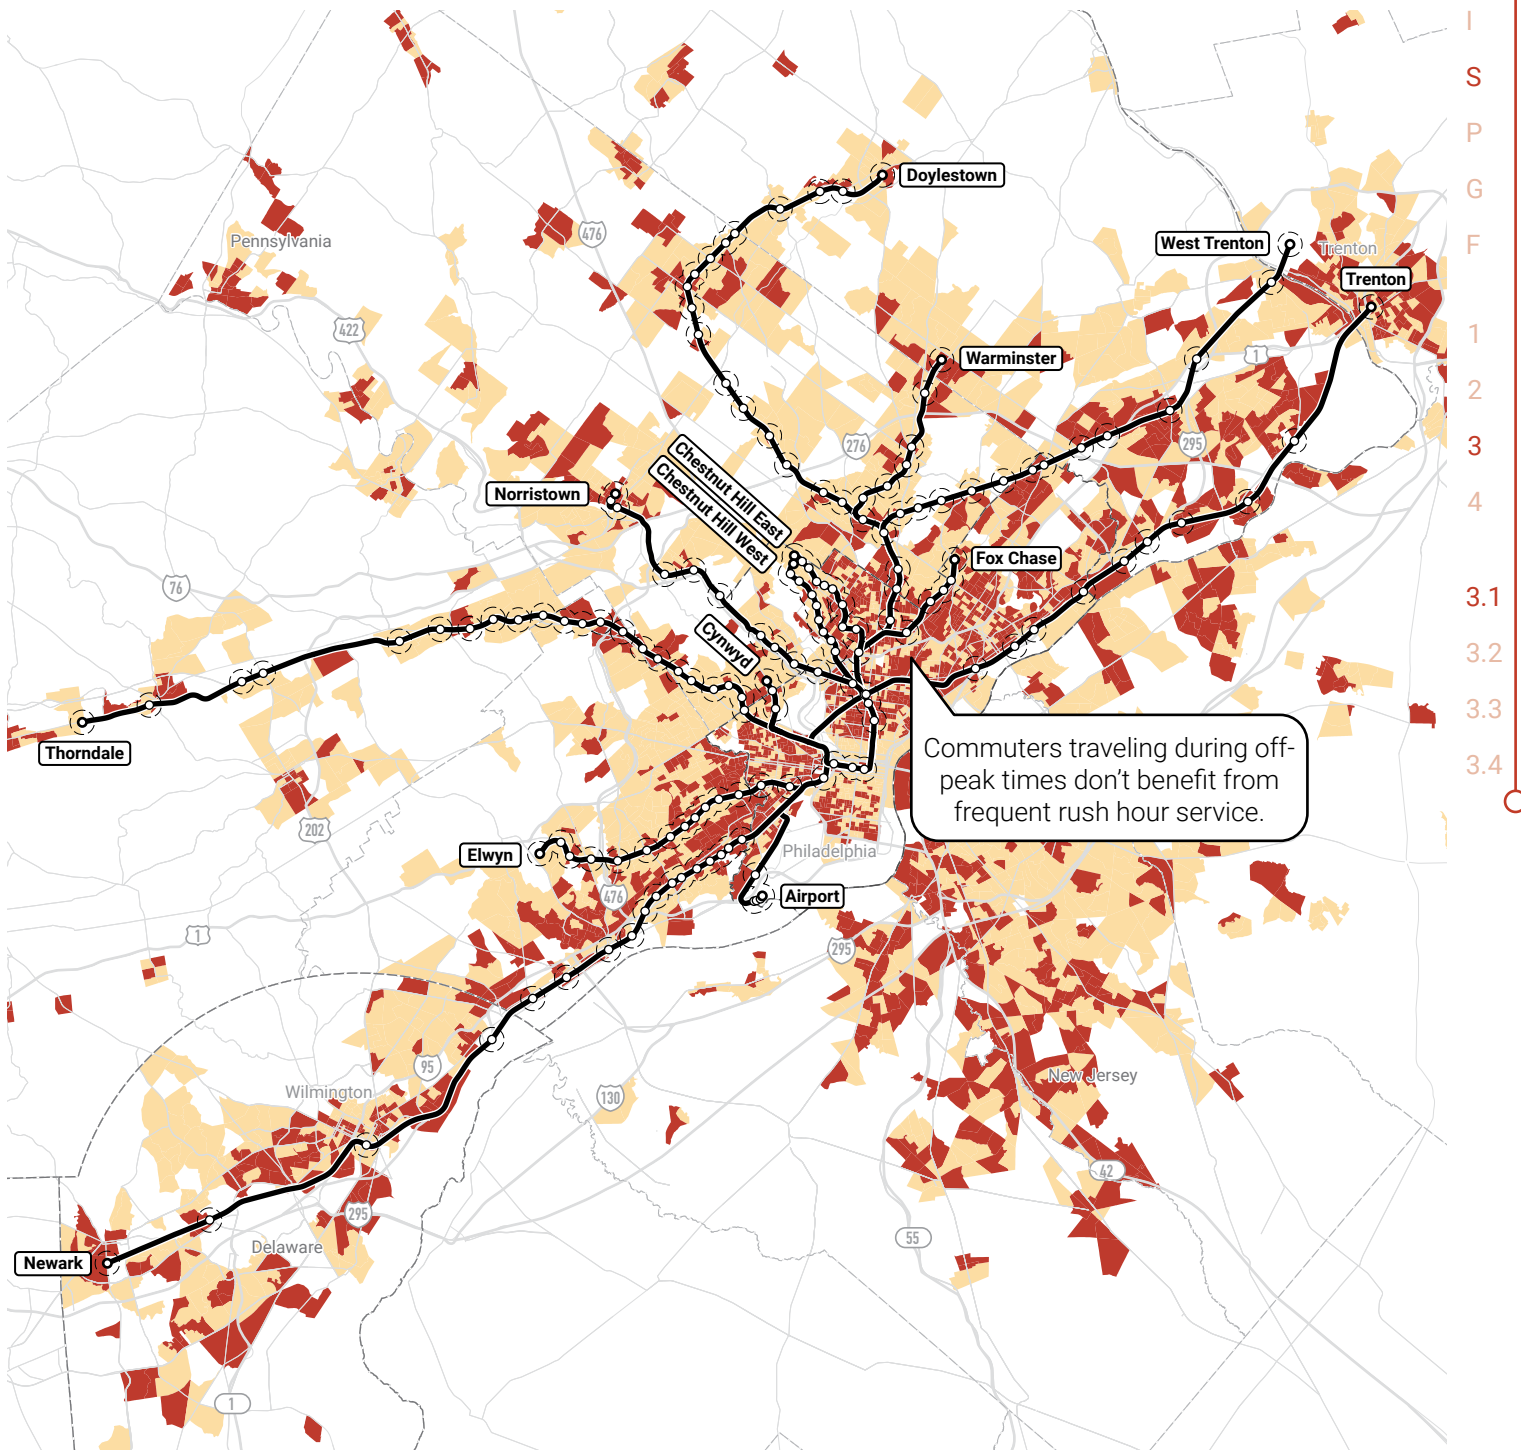 I
S
P
G
F
1
2
3
4
3.1
3.2
3.3
3.4
Pennsylvania
476
Doylestown
West Trenton
Trenton
Trenton
422
Warminster
1
276
295
Chestnut Hill East
Chestnut Hill West
Norristown
Fox Chase
76
Cynwyd
Thorndale
Commuters traveling during off-
peak times don’t benefit from
frequent rush hour service.
202
Elwyn
Philadelphia
476
Airport
1
295
95
Wilmington
130
New Jersey
42
295
55
Delaware
Newark
1